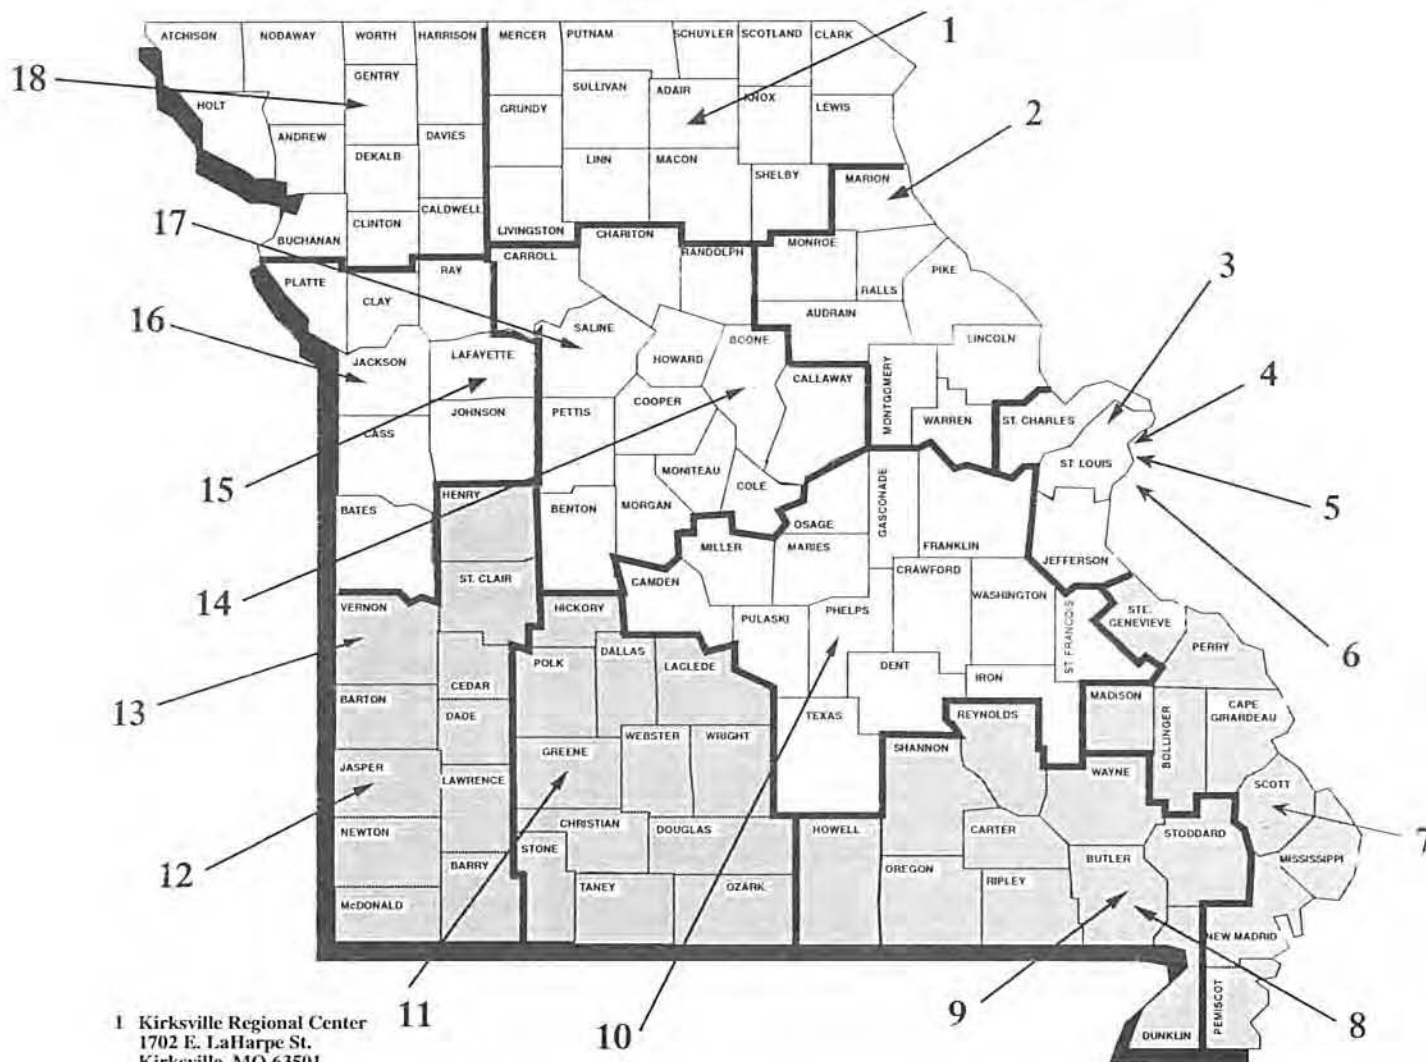 ATCHISON NODAWAY WORTH HARRISON MERCER PUTNAM SCHUYLER SCOTLAND CLARK 1
18 GENTRY SULLIVAN ADAIR KNOX
HOLT GRUNDY LEWIS 2
ANDREW DAVIES
DEKALB LINN MACON
SHELBY MARION
17 CLINTON CALDWELL
BUCHANAN LIVINGSTON CHARITON MONROE
CARROLL RANDOLPH
PLATTE RAY PIKE 3
CLAY RALLS
16 SALINE AUDRAIN
JACKSON LAFAYETTE HOWARD BOONE LINCOLN
CALLAWAY MONTGOMERY 4
CASS JOHNSON PETTIS COOPER WARREN ST. CHARLES
15 MONITEAU ST. LOUIS
HENRY COLE GASCONADE 5
BATES BENTON MORGAN OSAGE
MILLER MARIES FRANKLIN JEFFERSON
14 ST. CLAIR CAMDEN CRAWFORD
VERNON HICKORY PULASKI PHELPS WASHINGTON ST FRANCOIS STE.
GENEVIEVE
POLK DALLAS LACLEDE DENT PERRY 6
13 BARTON CEDAR IRON MADISON
DADE TEXAS REYNOLDS BOLLINGER CAPE
GIRARDEAU
GREENE WEBSTER WRIGHT SHANNON
JASPER LAWRENCE WAYNE SCOTT
12 NEWTON CHRISTIAN DOUGLAS HOWELL CARTER STODDARD 7
STONE BUTLER MISSISSIPPI
BARRY OREGON RIPLEY
McDONALD TANEY OZARK
NEW MADRID
11 10 9 8
DUNKLIN PEMISCOT
1 Kirksville Regional Center
1702 E. LaHarpe St.
Kirksville, MO 63501